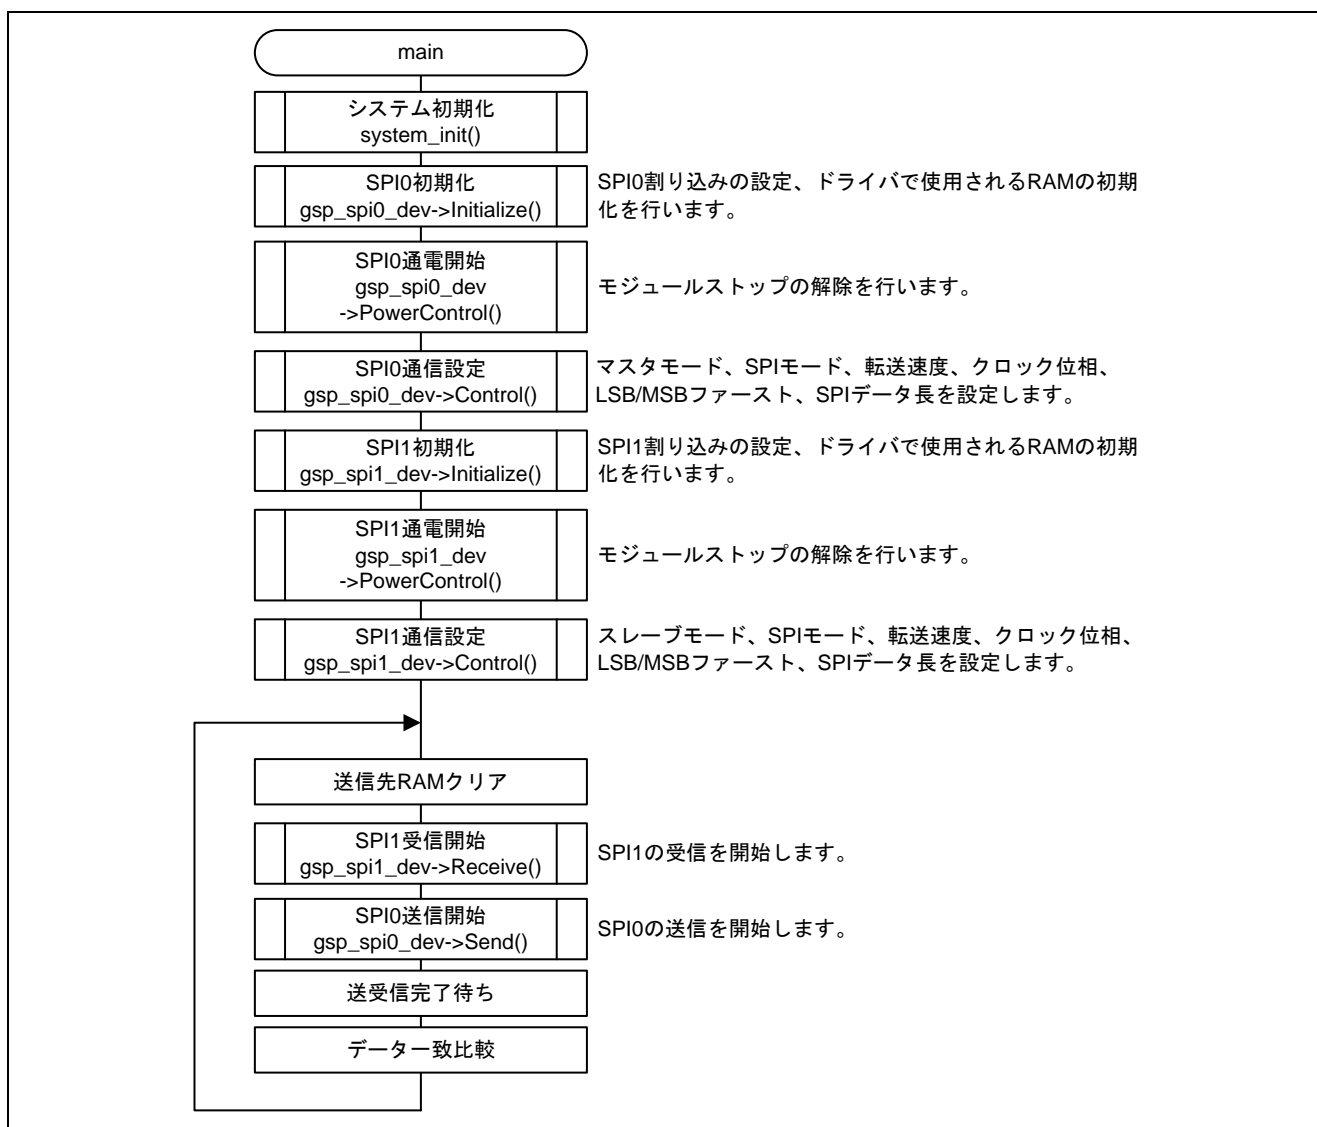 main
システム初期化
system_init()
SPI0初期化
gsp_spi0_dev->Initialize()
SPI0割り込みの設定、ドライバで使用されるRAMの初期
化を行います。
SPI0通電開始
gsp_spi0_dev
->PowerControl()
モジュールストップの解除を行います。
SPI0通信設定
gsp_spi0_dev->Control()
マスタモード、SPIモード、転送速度、クロック位相、
LSB/MSBファースト、SPIデータ長を設定します。
SPI1初期化
gsp_spi1_dev->Initialize()
SPI1割り込みの設定、ドライバで使用されるRAMの初期
化を行います。
SPI1通電開始
gsp_spi1_dev
->PowerControl()
モジュールストップの解除を行います。
SPI1通信設定
gsp_spi1_dev->Control()
スレーブモード、SPIモード、転送速度、クロック位相、
LSB/MSBファースト、SPIデータ長を設定します。
送信先RAMクリア
SPI1受信開始
gsp_spi1_dev->Receive()
SPI1の受信を開始します。
SPI0送信開始
gsp_spi0_dev->Send()
SPI0の送信を開始します。
送受信完了待ち
データ一致比較